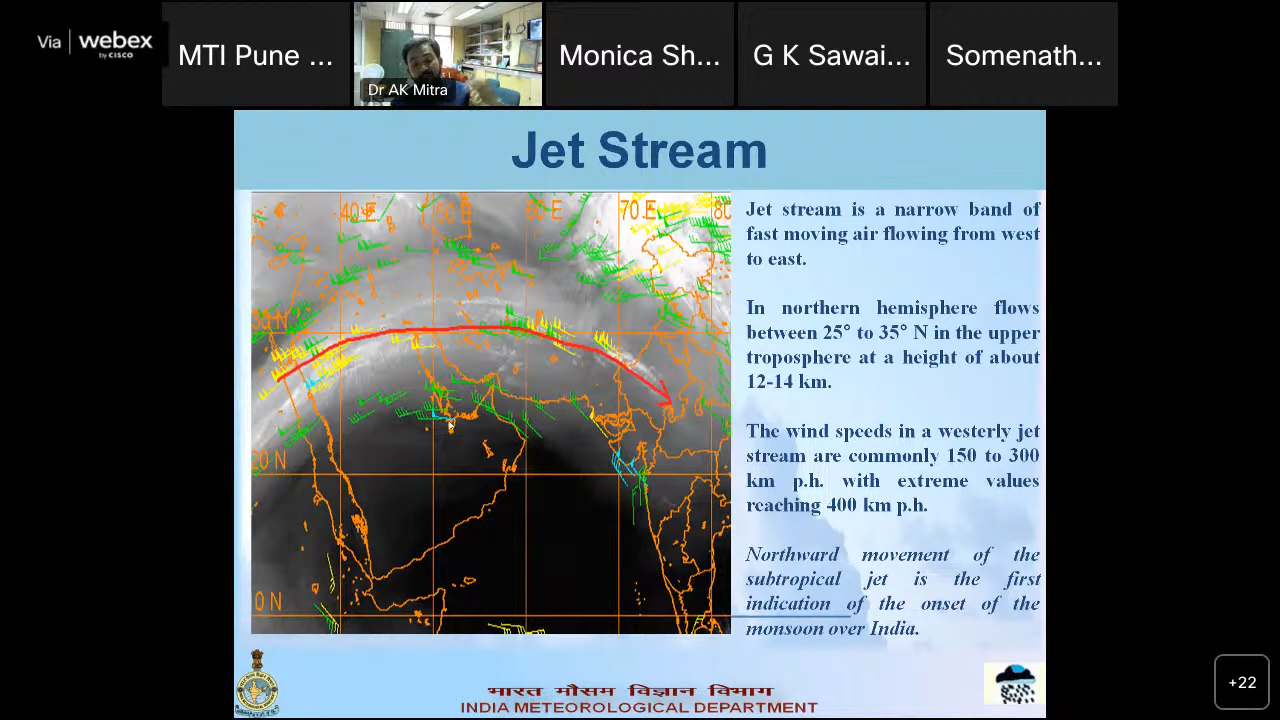 Via webex
by CISCO
MTI Pune ...
Dr AK Mitra
Monica Sh...
G K Sawai...
Somenath...
Jet Stream
40 E
50 E
60 E
70 E
80
30 N
20 N
0 N
Jet stream is a narrow band of
fast moving air flowing from west
to east.
In northern hemisphere flows
between 25° to 35° N in the upper
troposphere at a height of about
12-14 km.
The wind speeds in a westerly jet
stream are commonly 150 to 300
km p.h. with extreme values
reaching 400 km p.h.
Northward movement of the
subtropical jet is the first
indication of the onset of the
monsoon over India.
भारत मौसम विज्ञान विभाग
INDIA METEOROLOGICAL DEPARTMENT
+22